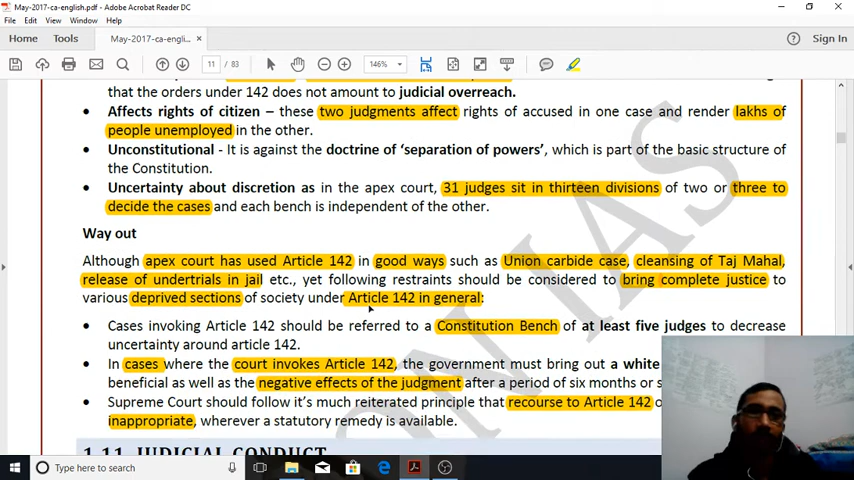 May-2017-ca-english.pdf - Adobe Acrobat Reader DC
File Edit View Window Help
Home Tools May-2017-ca-engli... × Sign In
11 / 83 146%
that the orders under 142 does not amount to judicial overreach.
• Affects rights of citizen – these two judgments affect rights of accused in one case and render lakhs of
people unemployed in the other.
• Unconstitutional - It is against the doctrine of ‘separation of powers’, which is part of the basic structure of
the Constitution.
• Uncertainty about discretion as in the apex court, 31 judges sit in thirteen divisions of two or three to
decide the cases and each bench is independent of the other.
Way out
Although apex court has used Article 142 in good ways such as Union carbide case, cleansing of Taj Mahal,
release of undertrials in jail etc., yet following restraints should be considered to bring complete justice to
various deprived sections of society under Article 142 in general:
• Cases invoking Article 142 should be referred to a Constitution Bench of at least five judges to decrease
uncertainty around article 142.
• In cases where the court invokes Article 142, the government must bring out a white
beneficial as well as the negative effects of the judgment after a period of six months or s
• Supreme Court should follow it's much reiterated principle that recourse to Article 142
inappropriate, wherever a statutory remedy is available.
1.11 JUDICIAL CONDUCT
ON IAS
Type here to search